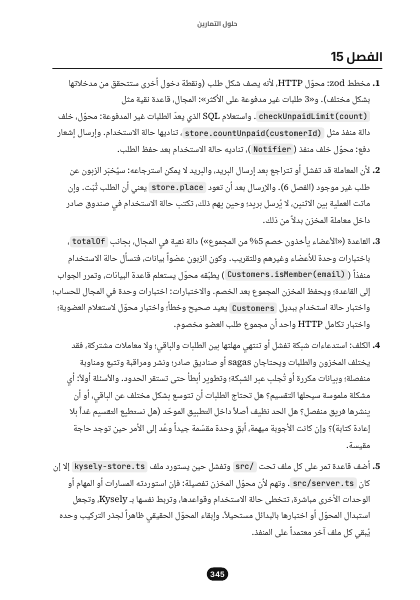 حلول التمارين
الفصل 15
1. مخطط zod: محوّل HTTP، لأنه يصف شكل طلب (ونقطة دخول أخرى ستتحقق من مدخلاتها
بشكل مختلف). و«3 طلبات غير مدفوعة على الأكثر»: المجال، قاعدة نقية مثل
checkUnpaidLimit(count). واستعلام SQL الذي يعدّ الطلبات غير المدفوعة: محوّل، خلف
دالة منفذ مثل store.countUnpaid(customerId)، تناديها حالة الاستخدام. وإرسال إشعار
دفع: محوّل خلف منفذ (Notifier)، تناديه حالة الاستخدام بعد حفظ الطلب.
2. لأن المعاملة قد تفشل أو تتراجع بعد إرسال البريد، والبريد لا يمكن استرجاعه: سيُخبَر الزبون عن
طلب غير موجود (الفصل 6). والإرسال بعد أن تعود store.place يعني أن الطلب ثُبّت. وإن
ماتت العملية بين الاثنين، لا يُرسل بريد؛ وحين يهم ذلك، تكتب حالة الاستخدام في صندوق صادر
داخل معاملة المخزن بدلاً من ذلك.
3. القاعدة («الأعضاء يأخذون خصم 5% من المجموع») دالة نقية في المجال، بجانب totalOf،
باختبارات وحدة للأعضاء وغيرهم وللتقريب. وكون الزبون عضواً بيانات، فتسأل حالة الاستخدام
منفذاً (Customers.isMember(email)) يطبّقه محوّل يستعلم قاعدة البيانات، وتمرر الجواب
إلى القاعدة؛ ويحفظ المخزن المجموع بعد الخصم. والاختبارات: اختبارات وحدة في المجال للحساب؛
واختبار حالة استخدام ببديل Customers يعيد صحيح وخطأ؛ واختبار محوّل لاستعلام العضوية؛
واختبار تكامل HTTP واحد أن مجموع طلب العضو مخصوم.
4. الكلف: استدعاءات شبكة تفشل أو تنتهي مهلتها بين الطلبات والباقي؛ ولا معاملات مشتركة، فقد
يختلف المخزون والطلبات ويحتاجان sagas أو صناديق صادر؛ ونشر ومراقبة وتتبع ومناوبة
منفصلة؛ وبيانات مكررة أو تُجلب عبر الشبكة؛ وتطوير أبطأ حتى تستقر الحدود. والأسئلة أولاً: أي
مشكلة ملموسة سيحلها التقسيم؟ هل تحتاج الطلبات أن تتوسع بشكل مختلف عن الباقي، أو أن
ينشرها فريق منفصل؟ هل الحد نظيف أصلاً داخل التطبيق الموحّد (هل نستطيع التقسيم غداً بلا
إعادة كتابة)؟ وإن كانت الأجوبة مبهمة، أبقِ وحدة مقسّمة جيداً وعُد إلى الأمر حين توجد حاجة
مقيسة.
5. أضف قاعدة تمر على كل ملف تحت src/ وتفشل حين يستورد ملف kysely-store.ts إلا إن
كان src/server.ts. وتهم لأن محوّل المخزن تفصيلة: فإن استوردته المسارات أو المهام أو
الوحدات الأخرى مباشرة، تتخطى حالة الاستخدام وقواعدها، وتربط نفسها بـ Kysely، وتجعل
استبدال المحوّل أو اختبارها بالبدائل مستحيلاً. وإبقاء المحوّل الحقيقي ظاهراً لجذر التركيب وحده
يُبقي كل ملف آخر معتمداً على المنفذ.
345